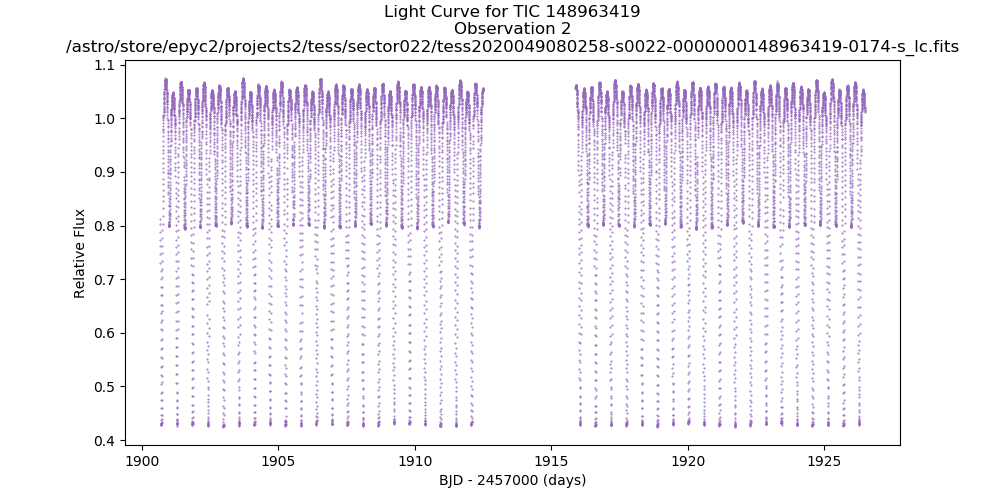 Light Curve for TIC 148963419
Observation 2
/astro/store/epyc2/projects2/tess/sector022/tess2020049080258-s0022-0000000148963419-0174-s_lc.fits
1.1
1.0
0.9
0.8
0.7
0.6
0.5
0.4
Relative Flux
1900
1905
1910
1915
1920
1925
BJD - 2457000 (days)